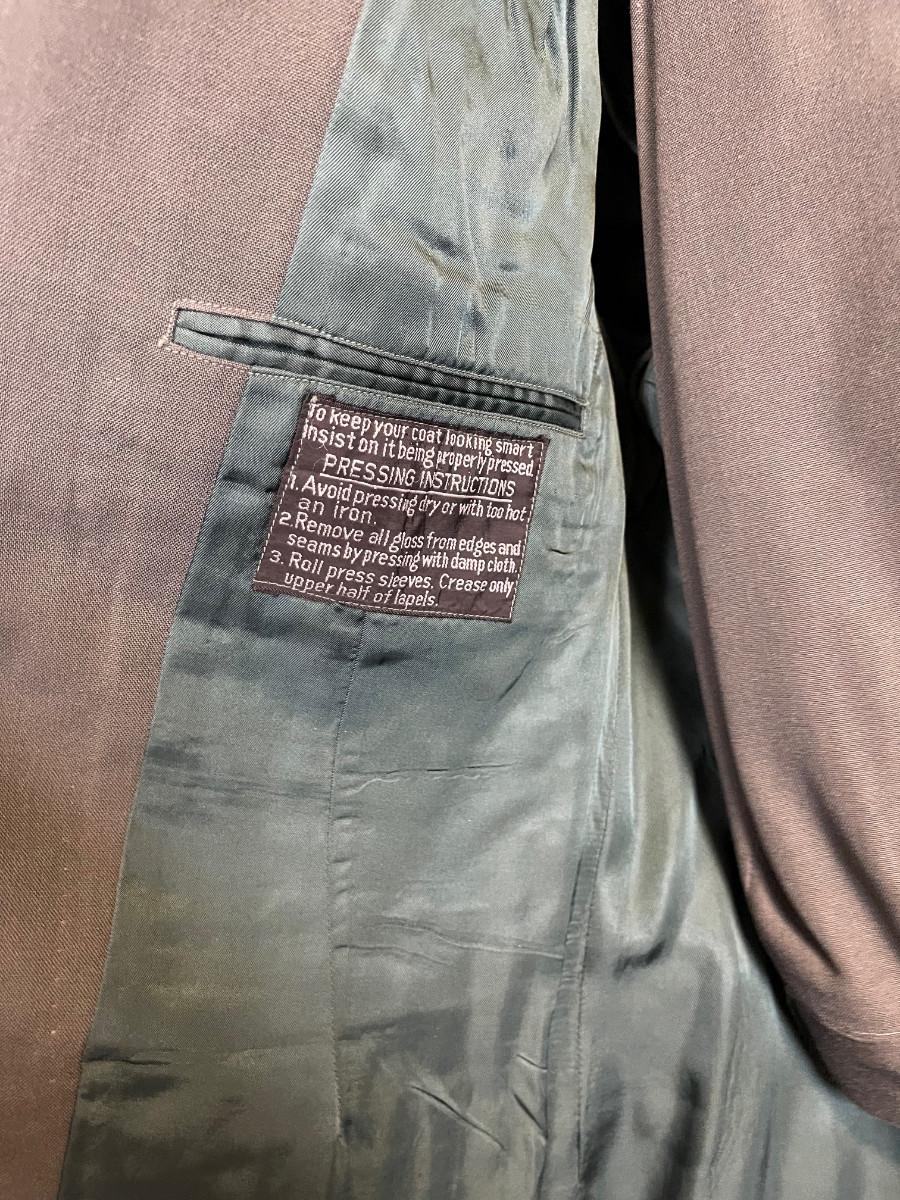 To keep your coat looking smart
insist on it being properly pressed
PRESSING INSTRUCTIONS
1. Avoid pressing dry or with too hot
an iron.
2. Remove all gloss from edges and
seams by pressing with damp cloth.
3. Roll press sleeves. Crease only
upper half of lapels.